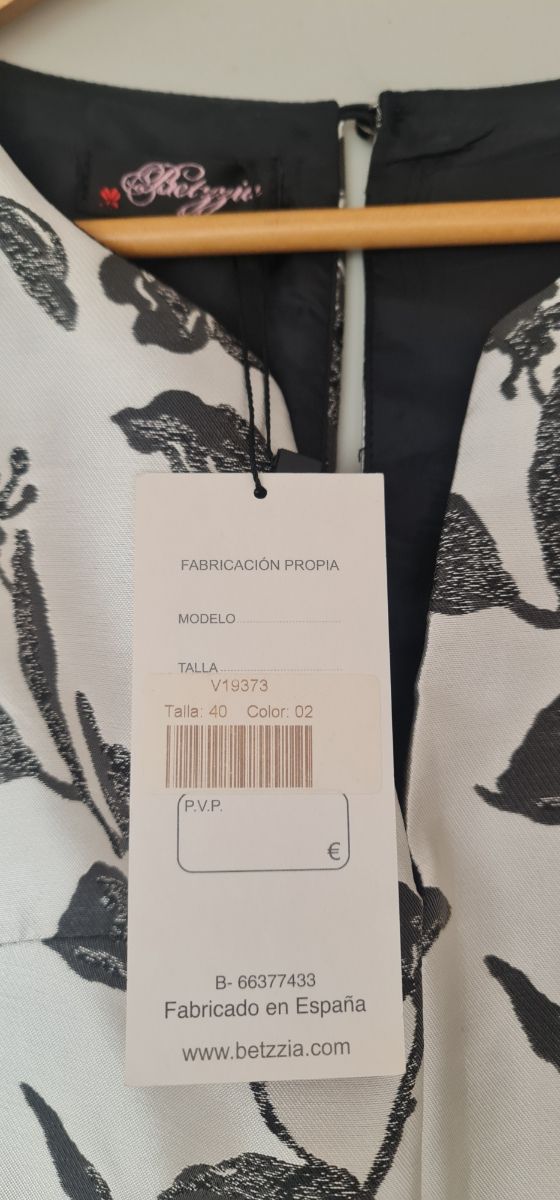 Betzzia
FABRICACIÓN PROPIA
MODELO
TALLA
V19373
Talla: 40 Color: 02
P.V.P.
€
B- 66377433
Fabricado en España
www.betzzia.com